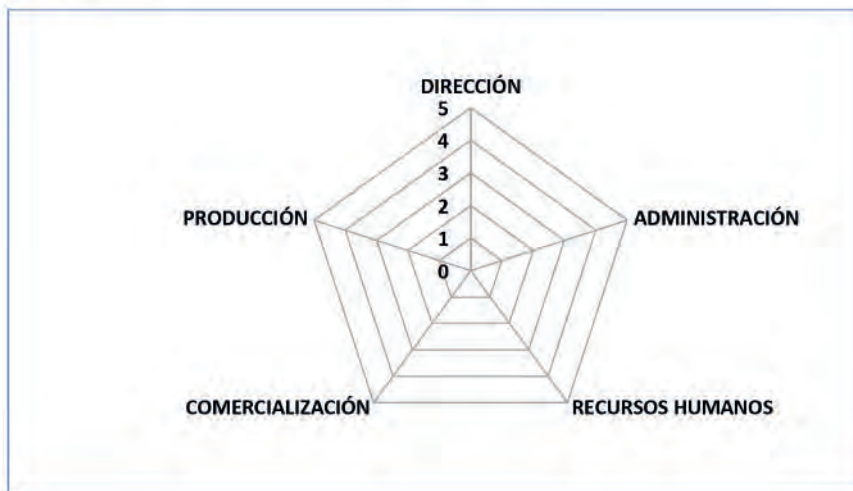 DIRECCIÓN
5
4
3
2
1
0
PRODUCCIÓN
ADMINISTRACIÓN
COMERCIALIZACIÓN
RECURSOS HUMANOS